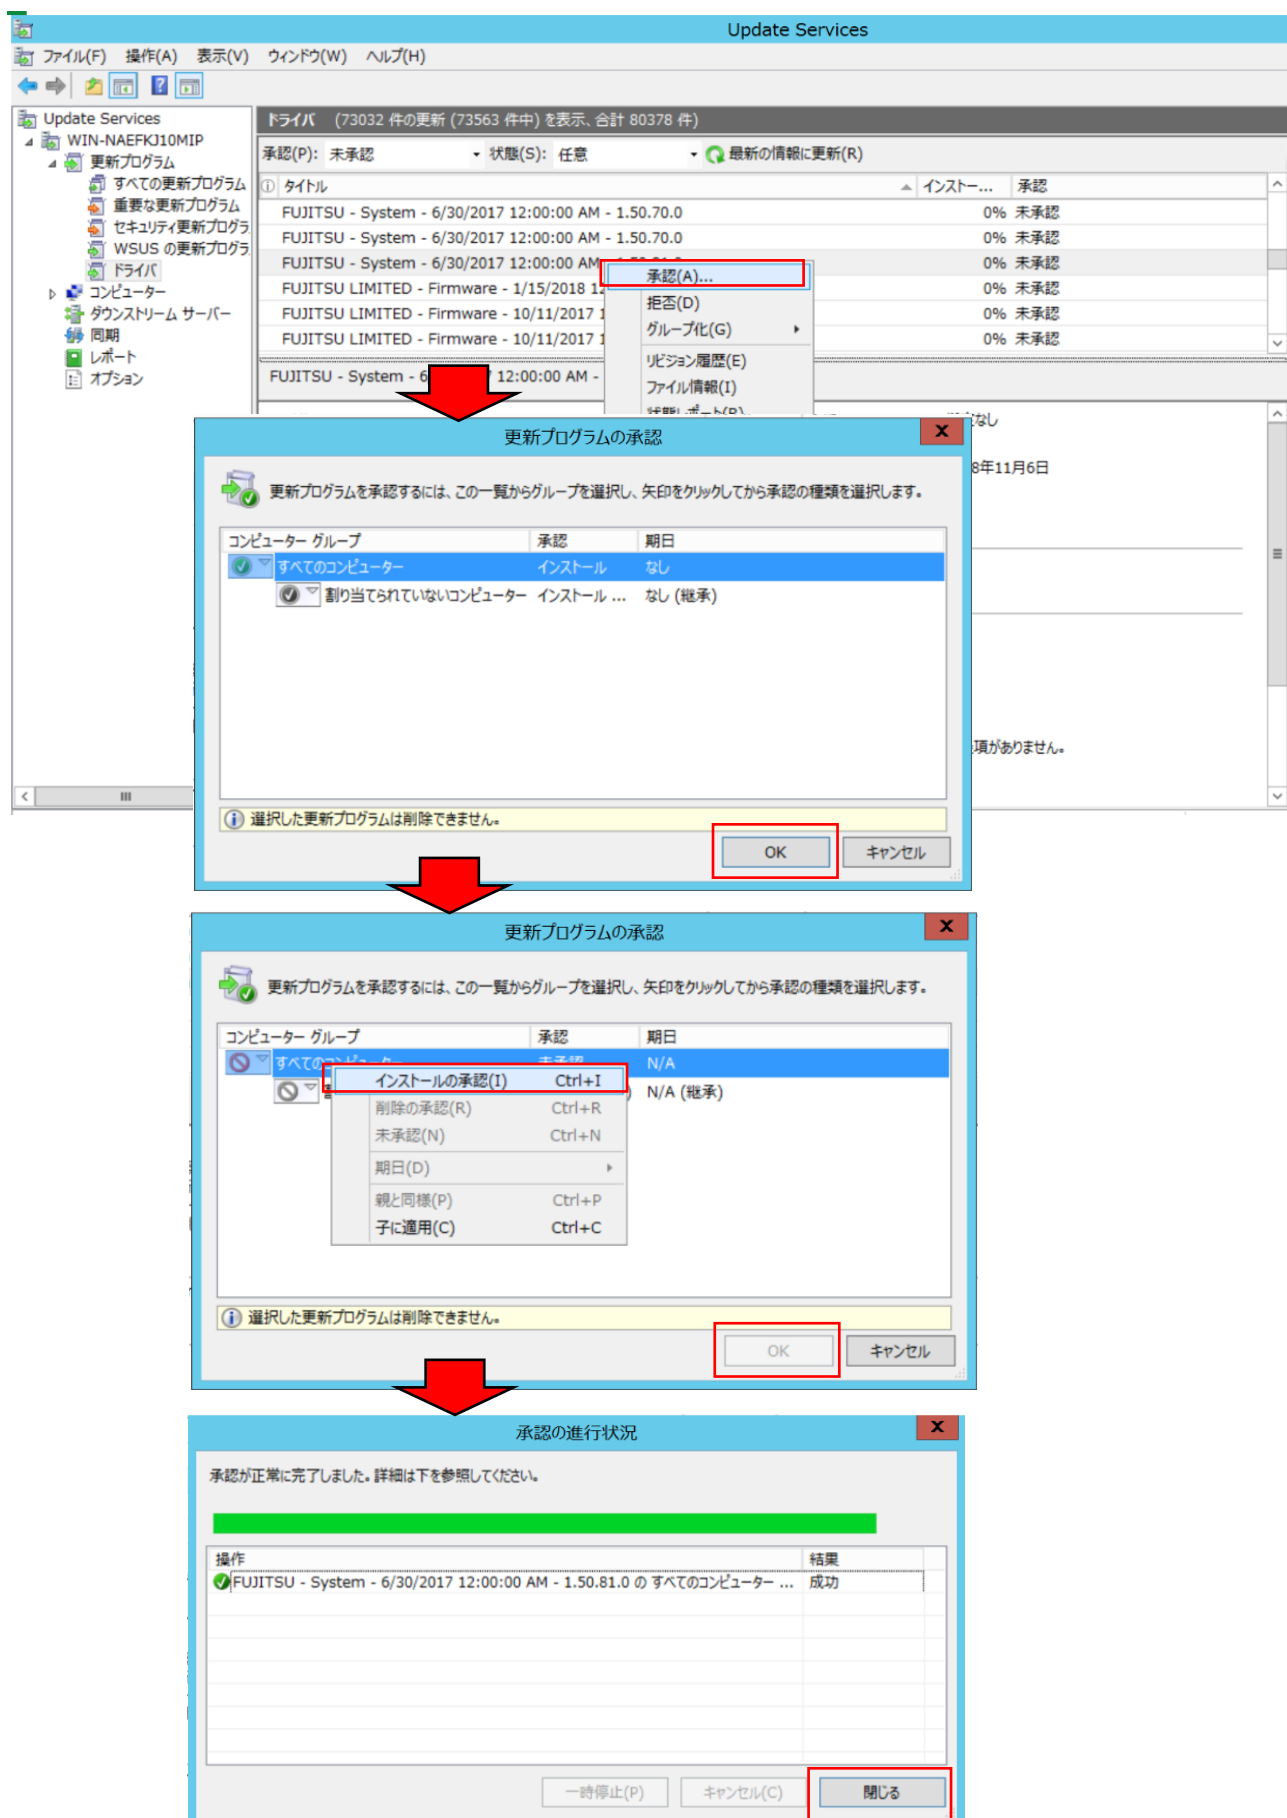 Update Services
ファイル(F) 操作(A) 表示(V) ウィンドウ(W) ヘルプ(H)
Update Services
WIN-NAEFKJ10MIP
更新プログラム
すべての更新プログラム
重要な更新プログラム
セキュリティ更新プログラ
WSUS の更新プログラ
ドライバ
コンピューター
ダウンストリーム サーバー
同期
レポート
オプション
ドライバ (73032 件の更新 (73563 件中) を表示、合計 80378 件)
承認(P): 未承認 状態(S): 任意 最新の情報に更新(R)
タイトル インストー... 承認
FUJITSU - System - 6/30/2017 12:00:00 AM - 1.50.70.0 0% 未承認
FUJITSU - System - 6/30/2017 12:00:00 AM - 1.50.70.0 0% 未承認
FUJITSU - System - 6/30/2017 12:00:00 AM 0% 未承認
FUJITSU LIMITED - Firmware - 1/15/2018 0% 未承認
FUJITSU LIMITED - Firmware - 10/11/2017 0% 未承認
FUJITSU LIMITED - Firmware - 10/11/2017 0% 未承認
承認(A)...
拒否(D)
グループ化(G)
リビジョン履歴(E)
ファイル情報(I)
FUJITSU - System - 12:00:00 AM -
なし
8年11月6日
項がありません。
更新プログラムの承認
更新プログラムを承認するには、この一覧からグループを選択し、矢印をクリックしてから承認の種類を選択します。
コンピューター グループ 承認 期日
すべてのコンピューター インストール なし
割り当てられていないコンピューター インストール ... なし (継承)
選択した更新プログラムは削除できません。
OK キャンセル
更新プログラムの承認
更新プログラムを承認するには、この一覧からグループを選択し、矢印をクリックしてから承認の種類を選択します。
コンピューター グループ 承認 期日
N/A
N/A (継承)
インストールの承認(I) Ctrl+I
削除の承認(R) Ctrl+R
未承認(N) Ctrl+N
期日(D)
親と同様(P) Ctrl+P
子に適用(C) Ctrl+C
選択した更新プログラムは削除できません。
OK キャンセル
承認の進行状況
承認が正常に完了しました。詳細は下を参照してください。
操作 結果
FUJITSU - System - 6/30/2017 12:00:00 AM - 1.50.81.0 の すべてのコンピューター ... 成功
一時停止(P) キャンセル(C) 閉じる